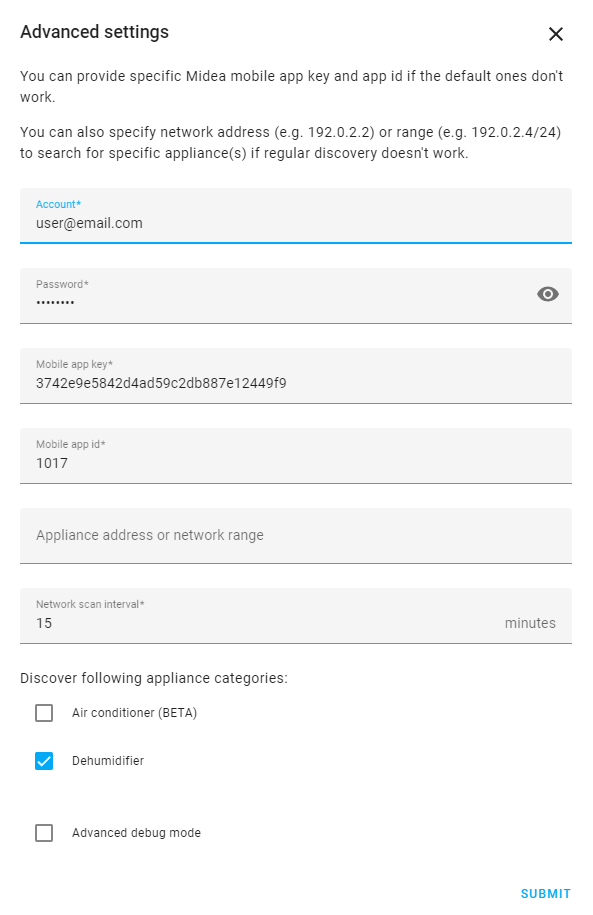 Advanced settings
You can provide specific Midea mobile app key and app id if the default ones don't
work.
You can also specify network address (e.g. 192.0.2.2) or range (e.g. 192.0.2.4/24)
to search for specific appliance(s) if regular discovery doesn't work.
Account*
user@email.com
Password*
••••••••
Mobile app key*
3742e9e5842d4ad59c2db887e12449f9
Mobile app id*
1017
Appliance address or network range
Network scan interval*
15 minutes
Discover following appliance categories:
Air conditioner (BETA)
Dehumidifier
Advanced debug mode
SUBMIT